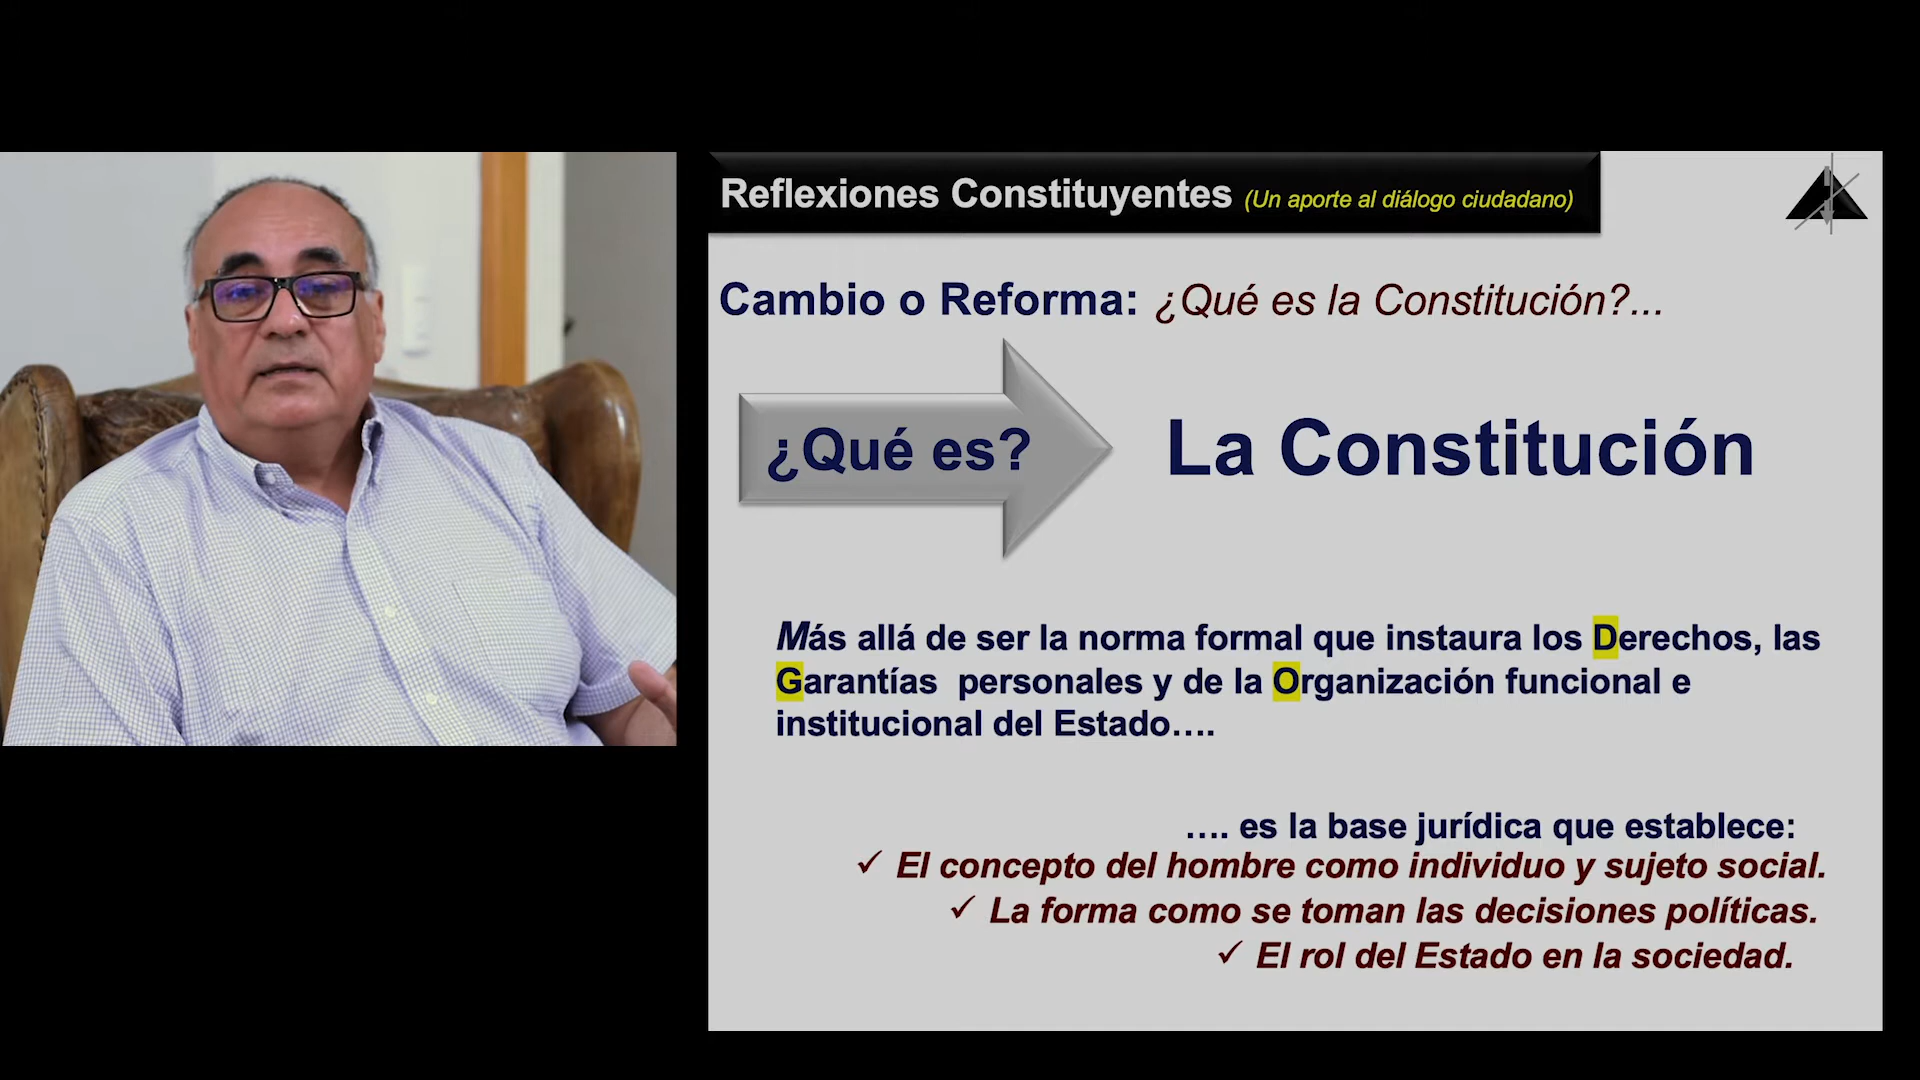 Reflexiones Constituyentes (Un aporte al diálogo ciudadano)
Cambio o Reforma: ¿Qué es la Constitución?...
¿Qué es?
La Constitución
Más allá de ser la norma formal que instaura los Derechos, las
Garantías personales y de la Organización funcional e
institucional del Estado....
.... es la base jurídica que establece:
✓ El concepto del hombre como individuo y sujeto social.
✓ La forma como se toman las decisiones políticas.
✓ El rol del Estado en la sociedad.